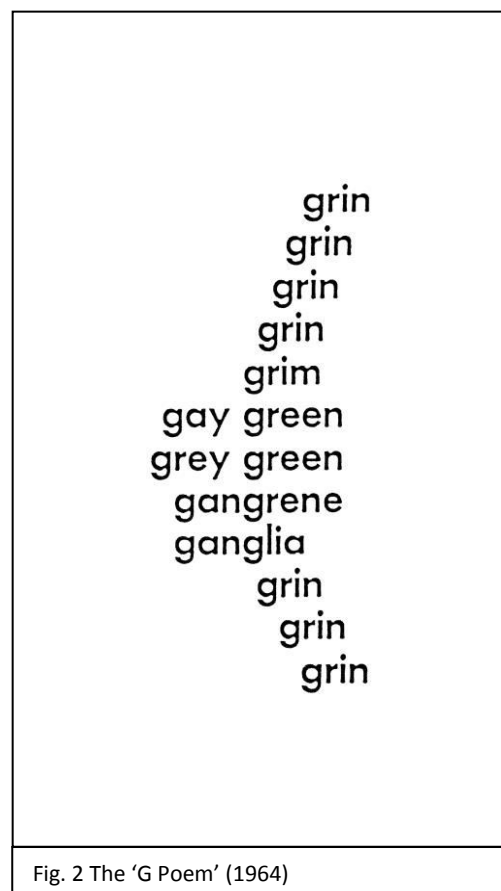 grin
grin
grin
grin
grim
gay green
grey green
gangrene
ganglia
grin
grin
grin
Fig. 2 The ‘G Poem’ (1964)